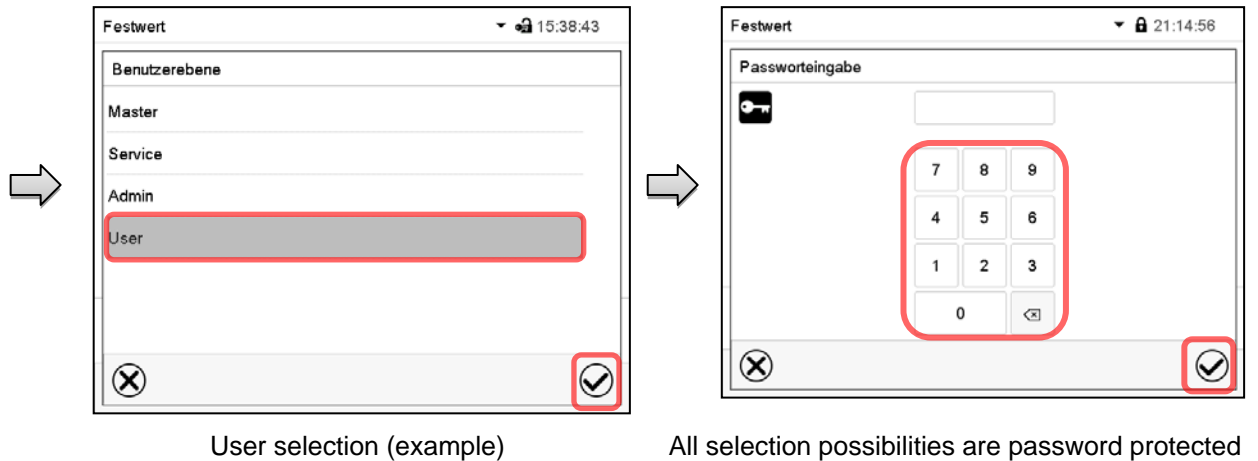 Festwert 15:38:43
Benutzerebene
Master
Service
Admin
User
User selection (example)
Festwert 21:14:56
Passworteingabe
7 8 9
4 5 6
1 2 3
0
All selection possibilities are password protected